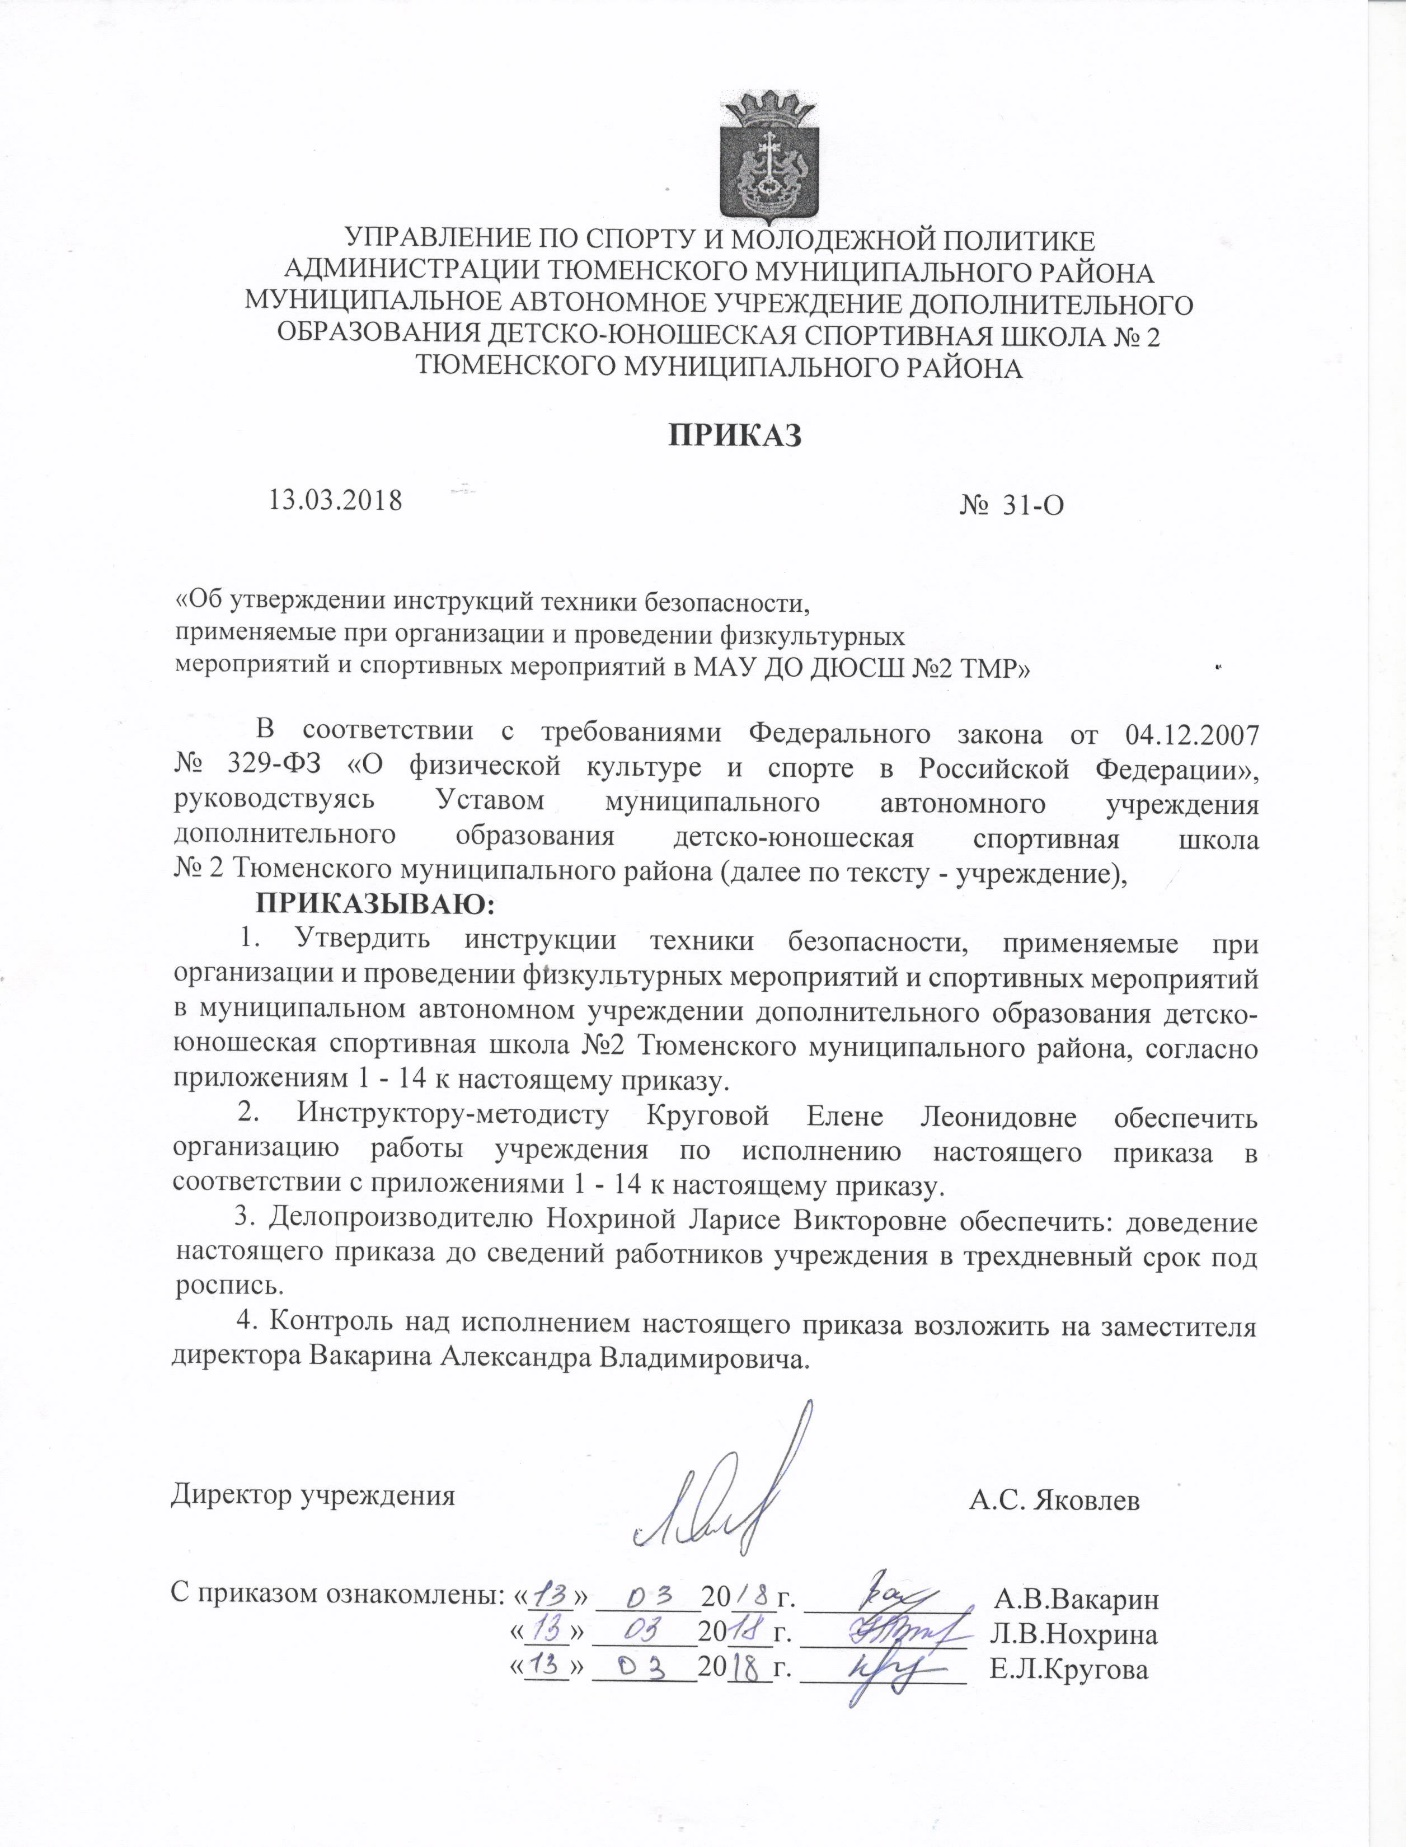 УПРАВЛЕНИЕ ПО СПОРТУ И МОЛОДЕЖНОЙ ПОЛИТИКЕ
АДМИНИСТРАЦИИ ТЮМЕНСКОГО МУНИЦИПАЛЬНОГО РАЙОНА
МУНИЦИПАЛЬНОЕ АВТОНОМНОЕ УЧРЕЖДЕНИЕ ДОПОЛНИТЕЛЬНОГО
ОБРАЗОВАНИЯ ДЕТСКО-ЮНОШЕСКАЯ СПОРТИВНАЯ ШКОЛА № 2
ТЮМЕНСКОГО МУНИЦИПАЛЬНОГО РАЙОНА
ПРИКАЗ
13.03.2018 № 31-О
«Об утверждении инструкций техники безопасности,
применяемые при организации и проведении физкультурных
мероприятий и спортивных мероприятий в МАУ ДО ДЮСШ №2 ТМР»
В соответствии с требованиями Федерального закона от 04.12.2007
№ 329-ФЗ «О физической культуре и спорте в Российской Федерации»,
руководствуясь Уставом муниципального автономного учреждения
дополнительного образования детско-юношеская спортивная школа
№ 2 Тюменского муниципального района (далее по тексту - учреждение),
ПРИКАЗЫВАЮ:
1. Утвердить инструкции техники безопасности, применяемые при
организации и проведении физкультурных мероприятий и спортивных мероприятий
в муниципальном автономном учреждении дополнительного образования детско-
юношеская спортивная школа №2 Тюменского муниципального района, согласно
приложениям 1 - 14 к настоящему приказу.
2. Инструктору-методисту Круговой Елене Леонидовне обеспечить
организацию работы учреждения по исполнению настоящего приказа в
соответствии с приложениями 1 - 14 к настоящему приказу.
3. Делопроизводителю Нохриной Ларисе Викторовне обеспечить: доведение
настоящего приказа до сведений работников учреждения в трехдневный срок под
роспись.
4. Контроль над исполнением настоящего приказа возложить на заместителя
директора Вакарина Александра Владимировича.
Директор учреждения А.С. Яковлев
С приказом ознакомлены: «13» 03 2018 г. А.В.Вакарин
«13» 03 2018 г. Л.В.Нохрина
«13» 03 2018 г. Е.Л.Кругова